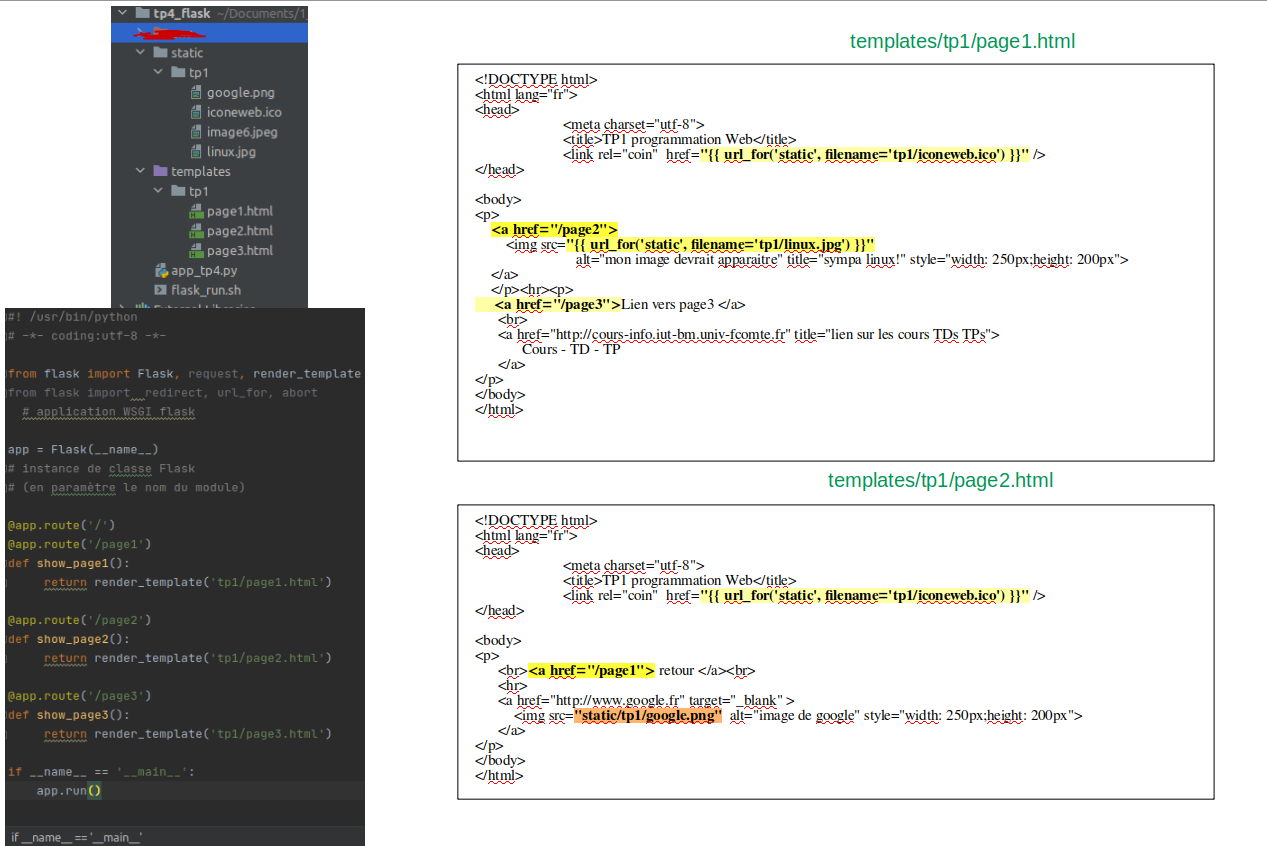 tp4_flask ~/Documents/1_
static
tp1
google.png
iconeweb.ico
image6.jpeg
linux.jpg
templates
tp1
page1.html
page2.html
page3.html
app_tp4.py
flask_run.sh
#! /usr/bin/python
# -*- coding:utf-8 -*-
from flask import Flask, request, render_template
from flask import redirect, url_for, abort
# application WSGI flask
app = Flask(__name__)
# instance de classe Flask
# (en paramètre le nom du module)
@app.route('/')
@app.route('/page1')
def show_page1():
return render_template('tp1/page1.html')
@app.route('/page2')
def show_page2():
return render_template('tp1/page2.html')
@app.route('/page3')
def show_page3():
return render_template('tp1/page3.html')
if __name__ == '__main__':
app.run()
if __name__ == '__main__'
templates/tp1/page1.html
<!DOCTYPE html>
<html lang="fr">
<head>
<meta charset="utf-8">
<title>TP1 programmation Web</title>
<link rel="coin" href="{{ url_for('static', filename='tp1/iconeweb.ico') }}" />
</head>
<body>
<p>
<a href="/page2">
<img src="{{ url_for('static', filename='tp1/linux.jpg') }}"
alt="mon image devrait apparaitre" title="sympa linux!" style="width: 250px;height: 200px">
</a>
</p><hr><p>
<a href="/page3">Lien vers page3 </a>
<br>
<a href="http://cours-info.iut-bm.univ-fcomte.fr" title="lien sur les cours TDs TPs">
Cours - TD - TP
</a>
</p>
</body>
</html>
templates/tp1/page2.html
<!DOCTYPE html>
<html lang="fr">
<head>
<meta charset="utf-8">
<title>TP1 programmation Web</title>
<link rel="coin" href="{{ url_for('static', filename='tp1/iconeweb.ico') }}" />
</head>
<body>
<p>
<br><a href="/page1"> retour </a><br>
<hr>
<a href="http://www.google.fr" target="_blank" >
<img src="static/tp1/google.png" alt="image de google" style="width: 250px;height: 200px">
</a>
</p>
</body>
</html>